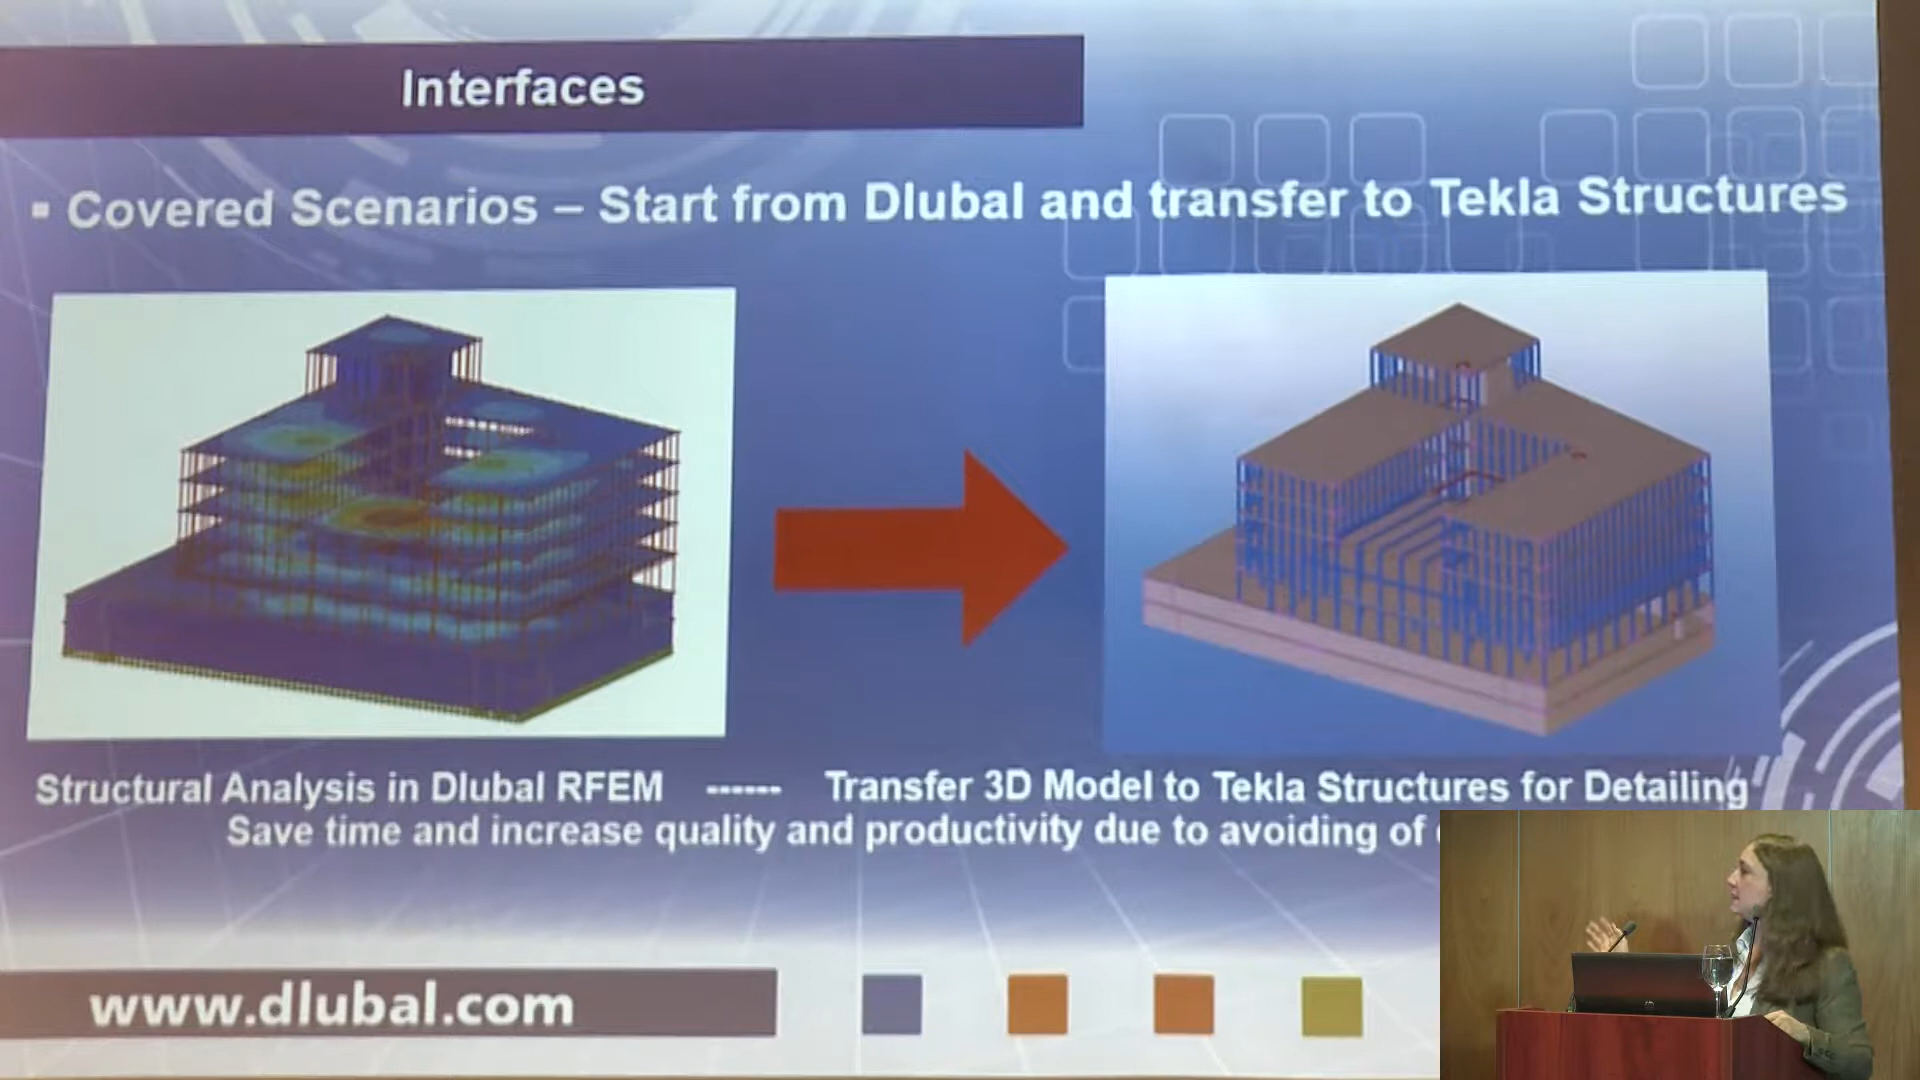 Interfaces
▪ Covered Scenarios – Start from Dlubal and transfer to Tekla Structures
Structural Analysis in Dlubal RFEM ------ Transfer 3D Model to Tekla Structures for Detailing
Save time and increase quality and productivity due to avoiding of
www.dlubal.com